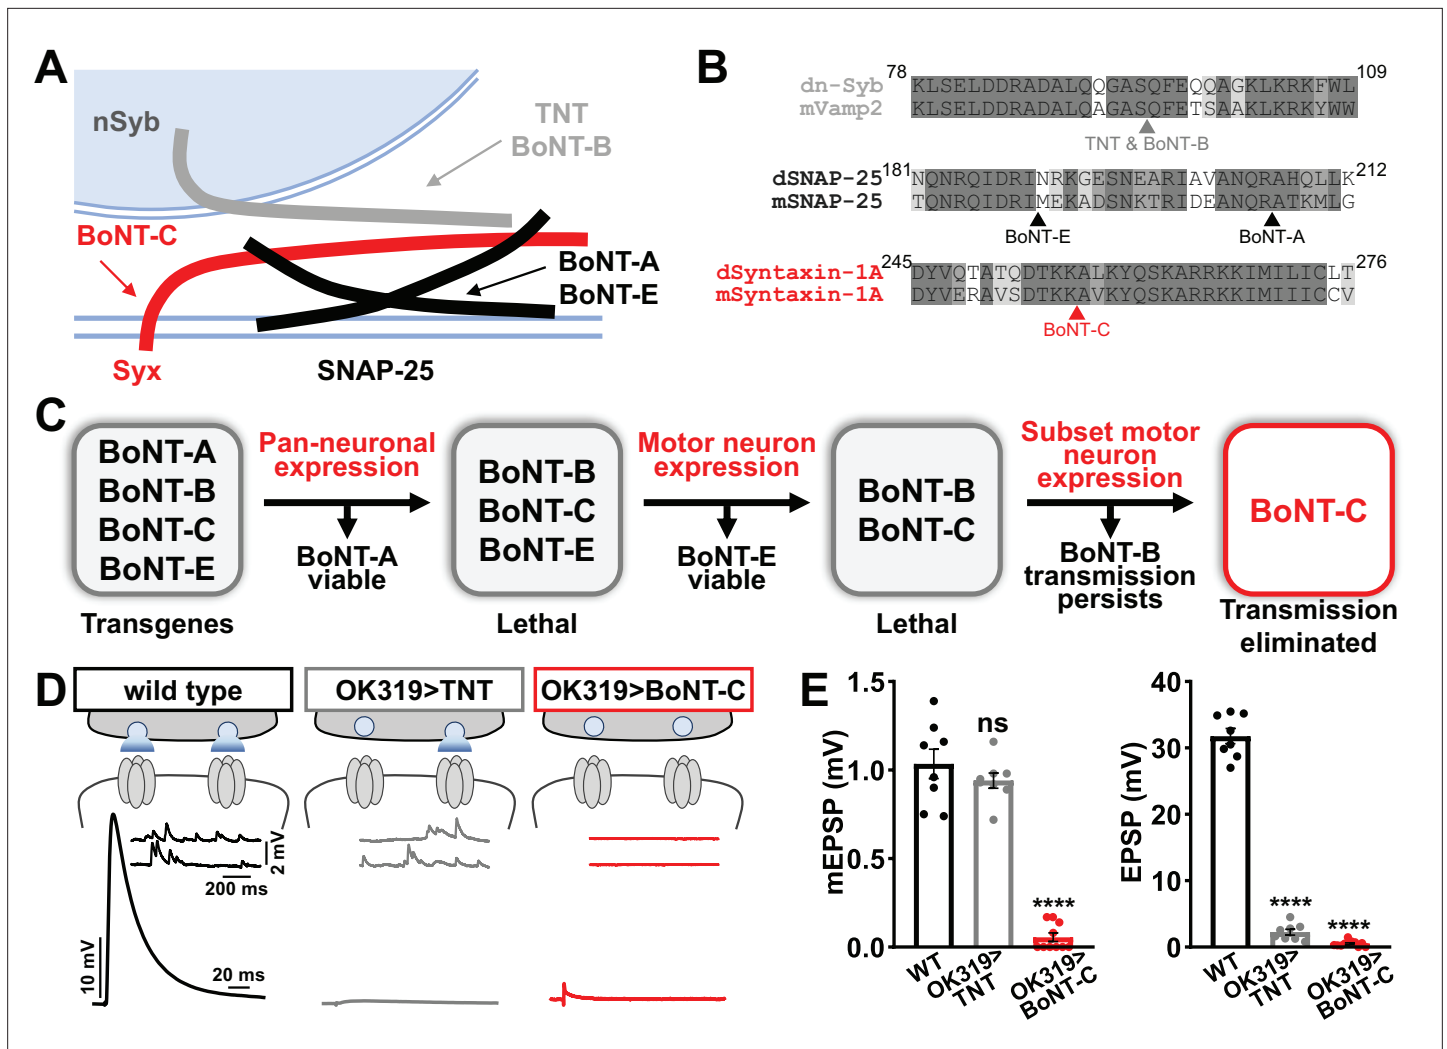 A
nSyb
TNT
BoNT-B
BoNT-C
BoNT-A
BoNT-E
Syx
SNAP-25
B
78
dn-Syb KLSELDDRADALQQGASQFEQQAGKLKRKFWL 109
mVamp2 KLSELDDRADALQAGASQFETSAAKLKRKYWW
TNT & BoNT-B
dSNAP-25 181 NQNRQIDRINRKGESNEARIAVANQRAHQLLK 212
mSNAP-25 TQNRQIDRIMEKADSNKTRIDEANQRATKMLG
BoNT-E BoNT-A
dSyntaxin-1A 245 DYVQTATQDTKKALKYQSKARRKKIMILICLT 276
mSyntaxin-1A DYVERAVSDTKKAVKYQSKARRKKIMIIICCV
BoNT-C
C
BoNT-A
BoNT-B
BoNT-C
BoNT-E
Transgenes
Pan-neuronal
expression
BoNT-A
viable
BoNT-B
BoNT-C
BoNT-E
Lethal
Motor neuron
expression
BoNT-E
viable
BoNT-B
BoNT-C
Lethal
Subset motor
neuron
expression
BoNT-B
transmission
persists
BoNT-C
Transmission
eliminated
D
wild type
OK319>TNT
OK319>BoNT-C
2 mV
200 ms
10 mV
20 ms
E
mEPSP (mV)
1.5
1.0
0.5
0.0
ns
****
WT
OK319>
TNT
OK319>
BoNT-C
EPSP (mV)
40
30
20
10
0
****
****
WT
OK319>
TNT
OK319>
BoNT-C